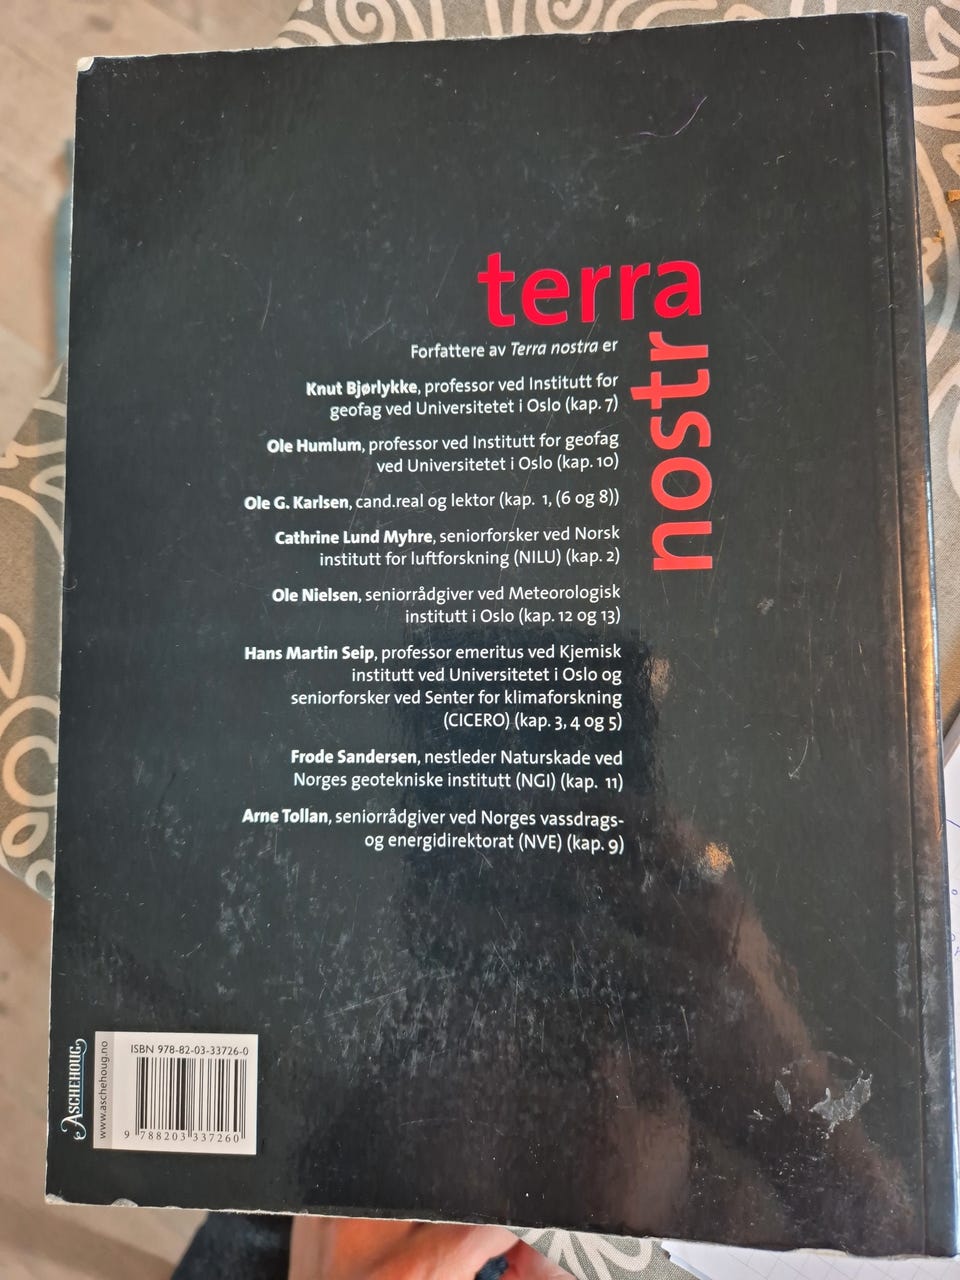 terra
nostr
Forfattere av Terra nostra er
Knut Bjørlykke, professor ved Institutt for
geofag ved Universitetet i Oslo (kap. 7)
Ole Humlum, professor ved Institutt for geofag
ved Universitetet i Oslo (kap. 10)
Ole G. Karlsen, cand.real og lektor (kap. 1, (6 og 8))
Cathrine Lund Myhre, seniorforsker ved Norsk
institutt for luftforskning (NILU) (kap. 2)
Ole Nielsen, seniorrådgiver ved Meteorologisk
institutt i Oslo (kap. 12 og 13)
Hans Martin Seip, professor emeritus ved Kjemisk
institutt ved Universitetet i Oslo og
seniorforsker ved Senter for klimaforskning
(CICERO) (kap. 3, 4 og 5)
Frode Sandersen, nestleder Naturskade ved
Norges geotekniske institutt (NGI) (kap. 11)
Arne Tollan, seniorrådgiver ved Norges vassdrags-
og energidirektorat (NVE) (kap. 9)
ASCHEHOUG
www.aschehoug.no
ISBN 978-82-03-33726-0
9 788203 337260